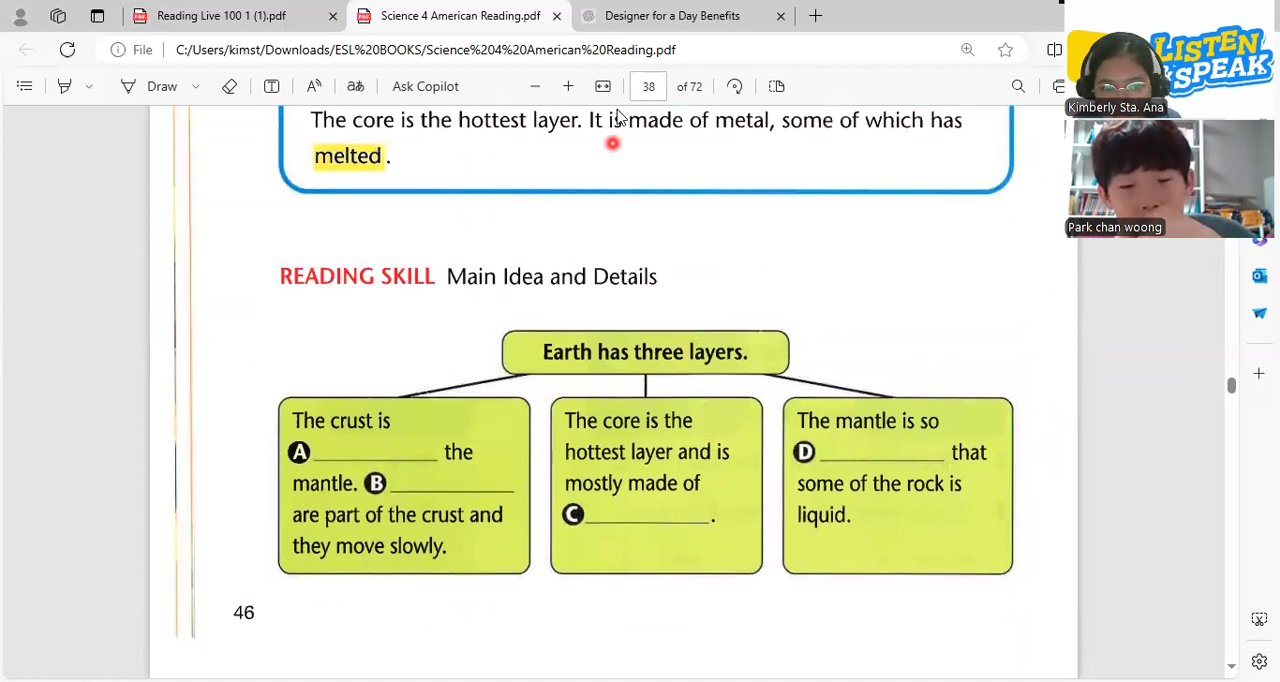 Reading Live 100 1 (1).pdf
Science 4 American Reading.pdf
Designer for a Day Benefits
File
C:/Users/kimst/Downloads/ESL%20BOOKS/Science%204%20American%20Reading.pdf
Draw
Ask Copilot
38 of 72
LISTEN
& SPEAK
Kimberly Sta. Ana
Park chan woong
The core is the hottest layer. It is made of metal, some of which has
melted.
READING SKILL Main Idea and Details
Earth has three layers.
The crust is
A ____________ the
mantle. B ____________
are part of the crust and
they move slowly.
The core is the
hottest layer and is
mostly made of
C ____________.
The mantle is so
D ____________ that
some of the rock is
liquid.
46